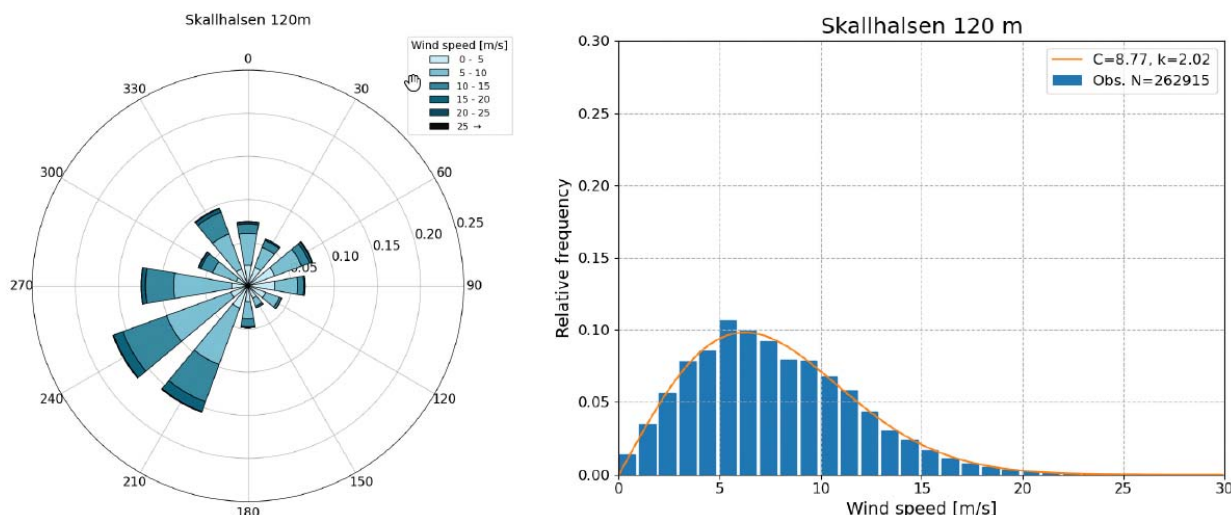 Skallhalsen 120m
Wind speed [m/s]
0 - 5
5 - 10
10 - 15
15 - 20
20 - 25
25 →
0
30
60
90
120
150
180
210
240
270
300
330
0.05
0.10
0.15
0.20
0.25
Skallhalsen 120 m
C=8.77, k=2.02
Obs. N=262915
Relative frequency
0.30
0.25
0.20
0.15
0.10
0.05
0.00
0 5 10 15 20 25 30
Wind speed [m/s]